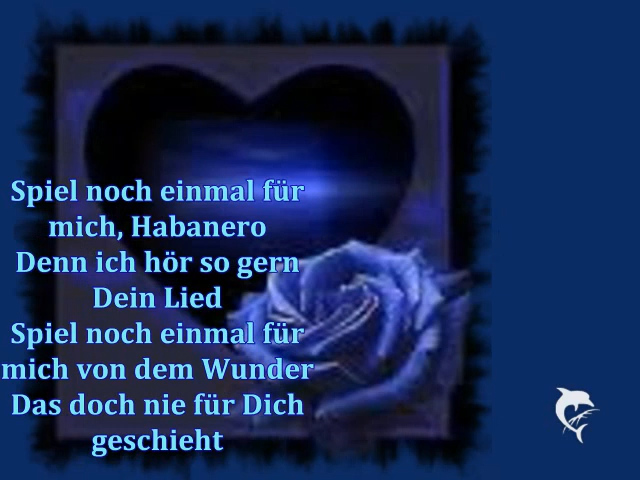 Spiel noch einmal für
mich, Habanero
Denn ich hör so gern
Dein Lied
Spiel noch einmal für
mich von dem Wunder
Das doch nie für Dich
geschieht